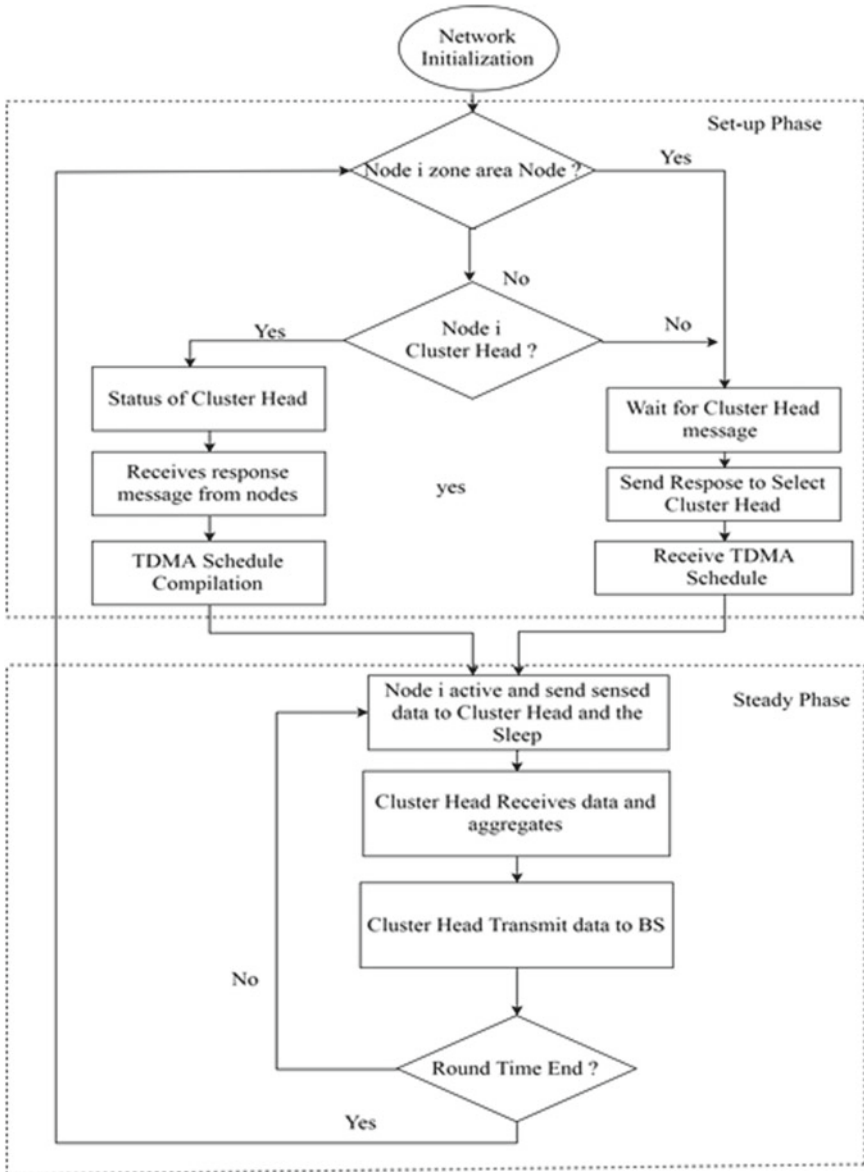 Network
Initialization
Set-up Phase
Node i zone area Node ?
Yes
No
Node i
Cluster Head ?
Yes
No
Status of Cluster Head
Wait for Cluster Head
message
Receives response
message from nodes
yes
Send Respose to Select
Cluster Head
TDMA Schedule
Compilation
Receive TDMA
Schedule
Steady Phase
Node i active and send sensed
data to Cluster Head and the
Sleep
Cluster Head Receives data and
aggregates
Cluster Head Transmit data to BS
No
Round Time End ?
Yes